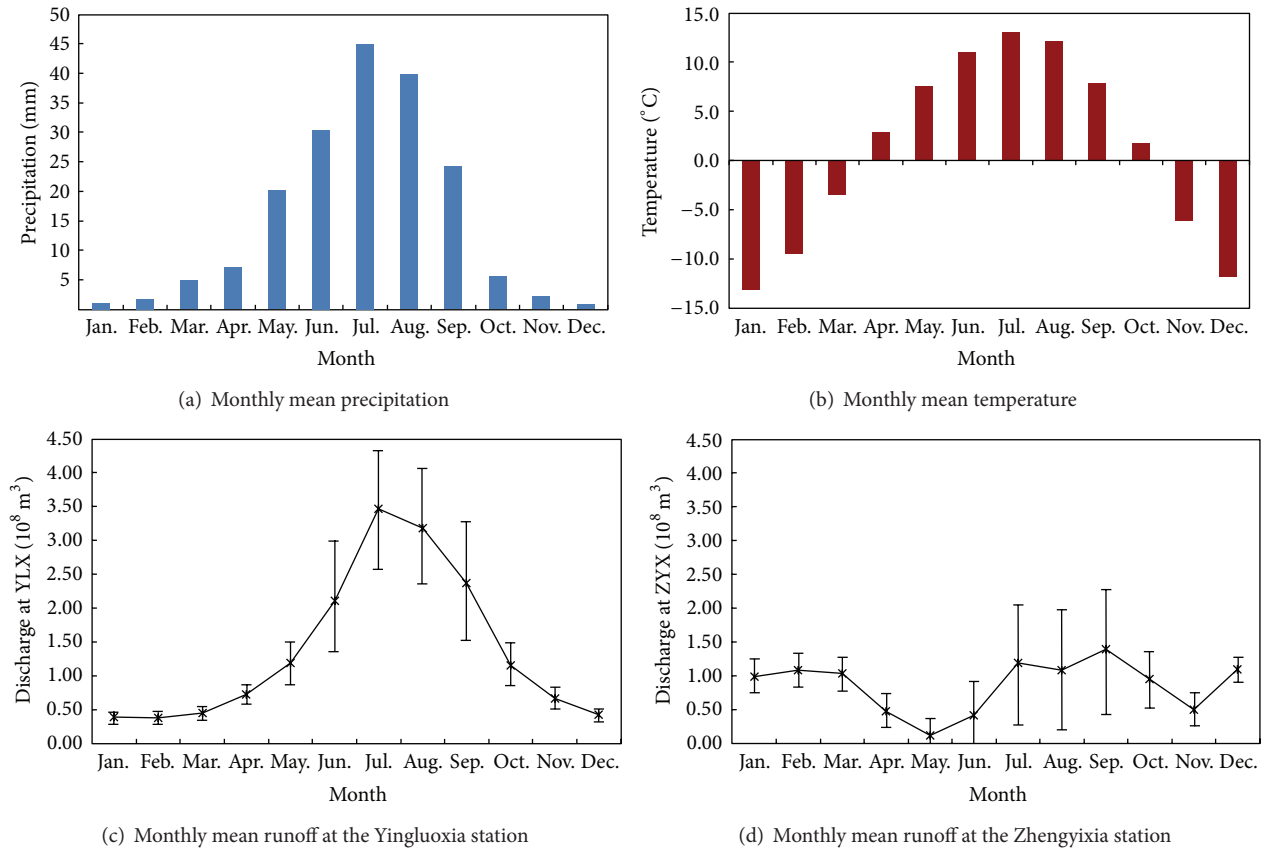 50
45
40
35
30
25
20
15
10
5
Precipitation (mm)
Jan. Feb. Mar. Apr. May. Jun. Jul. Aug. Sep. Oct. Nov. Dec.
Month
(a) Monthly mean precipitation
15.0
10.0
5.0
0.0
−5.0
−10.0
−15.0
Temperature (°C)
Jan. Feb. Mar. Apr. May. Jun. Jul. Aug. Sep. Oct. Nov. Dec.
Month
(b) Monthly mean temperature
4.50
4.00
3.50
3.00
2.50
2.00
1.50
1.00
0.50
0.00
Discharge at YLX (10⁸ m³)
Jan. Feb. Mar. Apr. May. Jun. Jul. Aug. Sep. Oct. Nov. Dec.
Month
(c) Monthly mean runoff at the Yingluoxia station
4.50
4.00
3.50
3.00
2.50
2.00
1.50
1.00
0.50
0.00
Discharge at ZYX (10⁸ m³)
Jan. Feb. Mar. Apr. May. Jun. Jul. Aug. Sep. Oct. Nov. Dec.
Month
(d) Monthly mean runoff at the Zhengyixia station